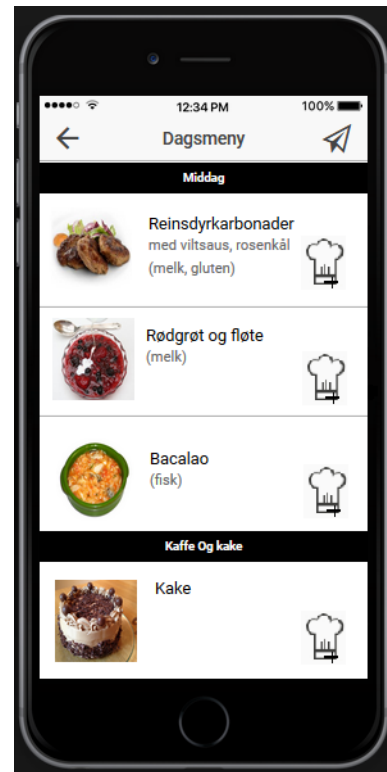 12:34 PM
100%
Dagsmeny
Middag
Reinsdyrkarbonader
med viltsaus, rosenkål
(melk, gluten)
Rødgrøt og fløte
(melk)
Bacalao
(fisk)
Kaffe Og kake
Kake